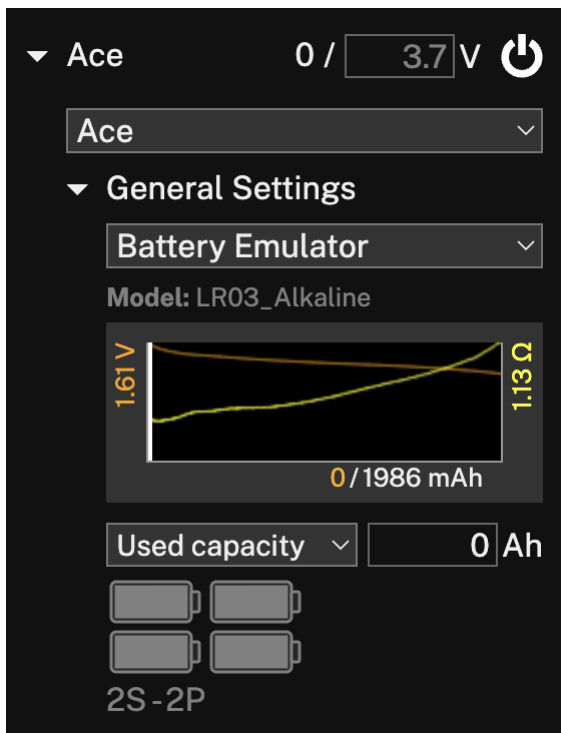 Ace 0 / 3.7 V
Ace
General Settings
Battery Emulator
Model: LR03_Alkaline
1.61 V
1.13 Ω
0/1986 mAh
Used capacity 0 Ah
2S-2P